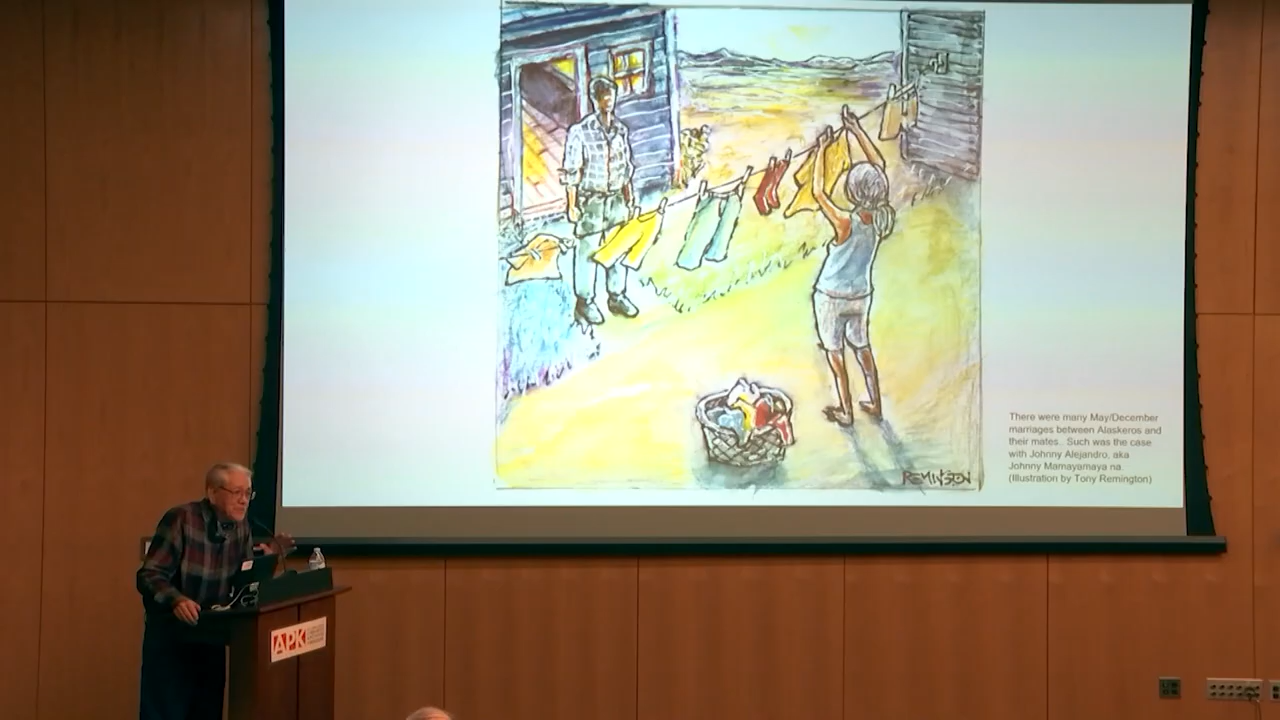 REMINGTON
There were many May/December
marriages between Alaskeros and
their mates. Such was the case
with Johnny Alejandro, aka
Johnny Mamayamaya na.
(Illustration by Tony Remington)
APK